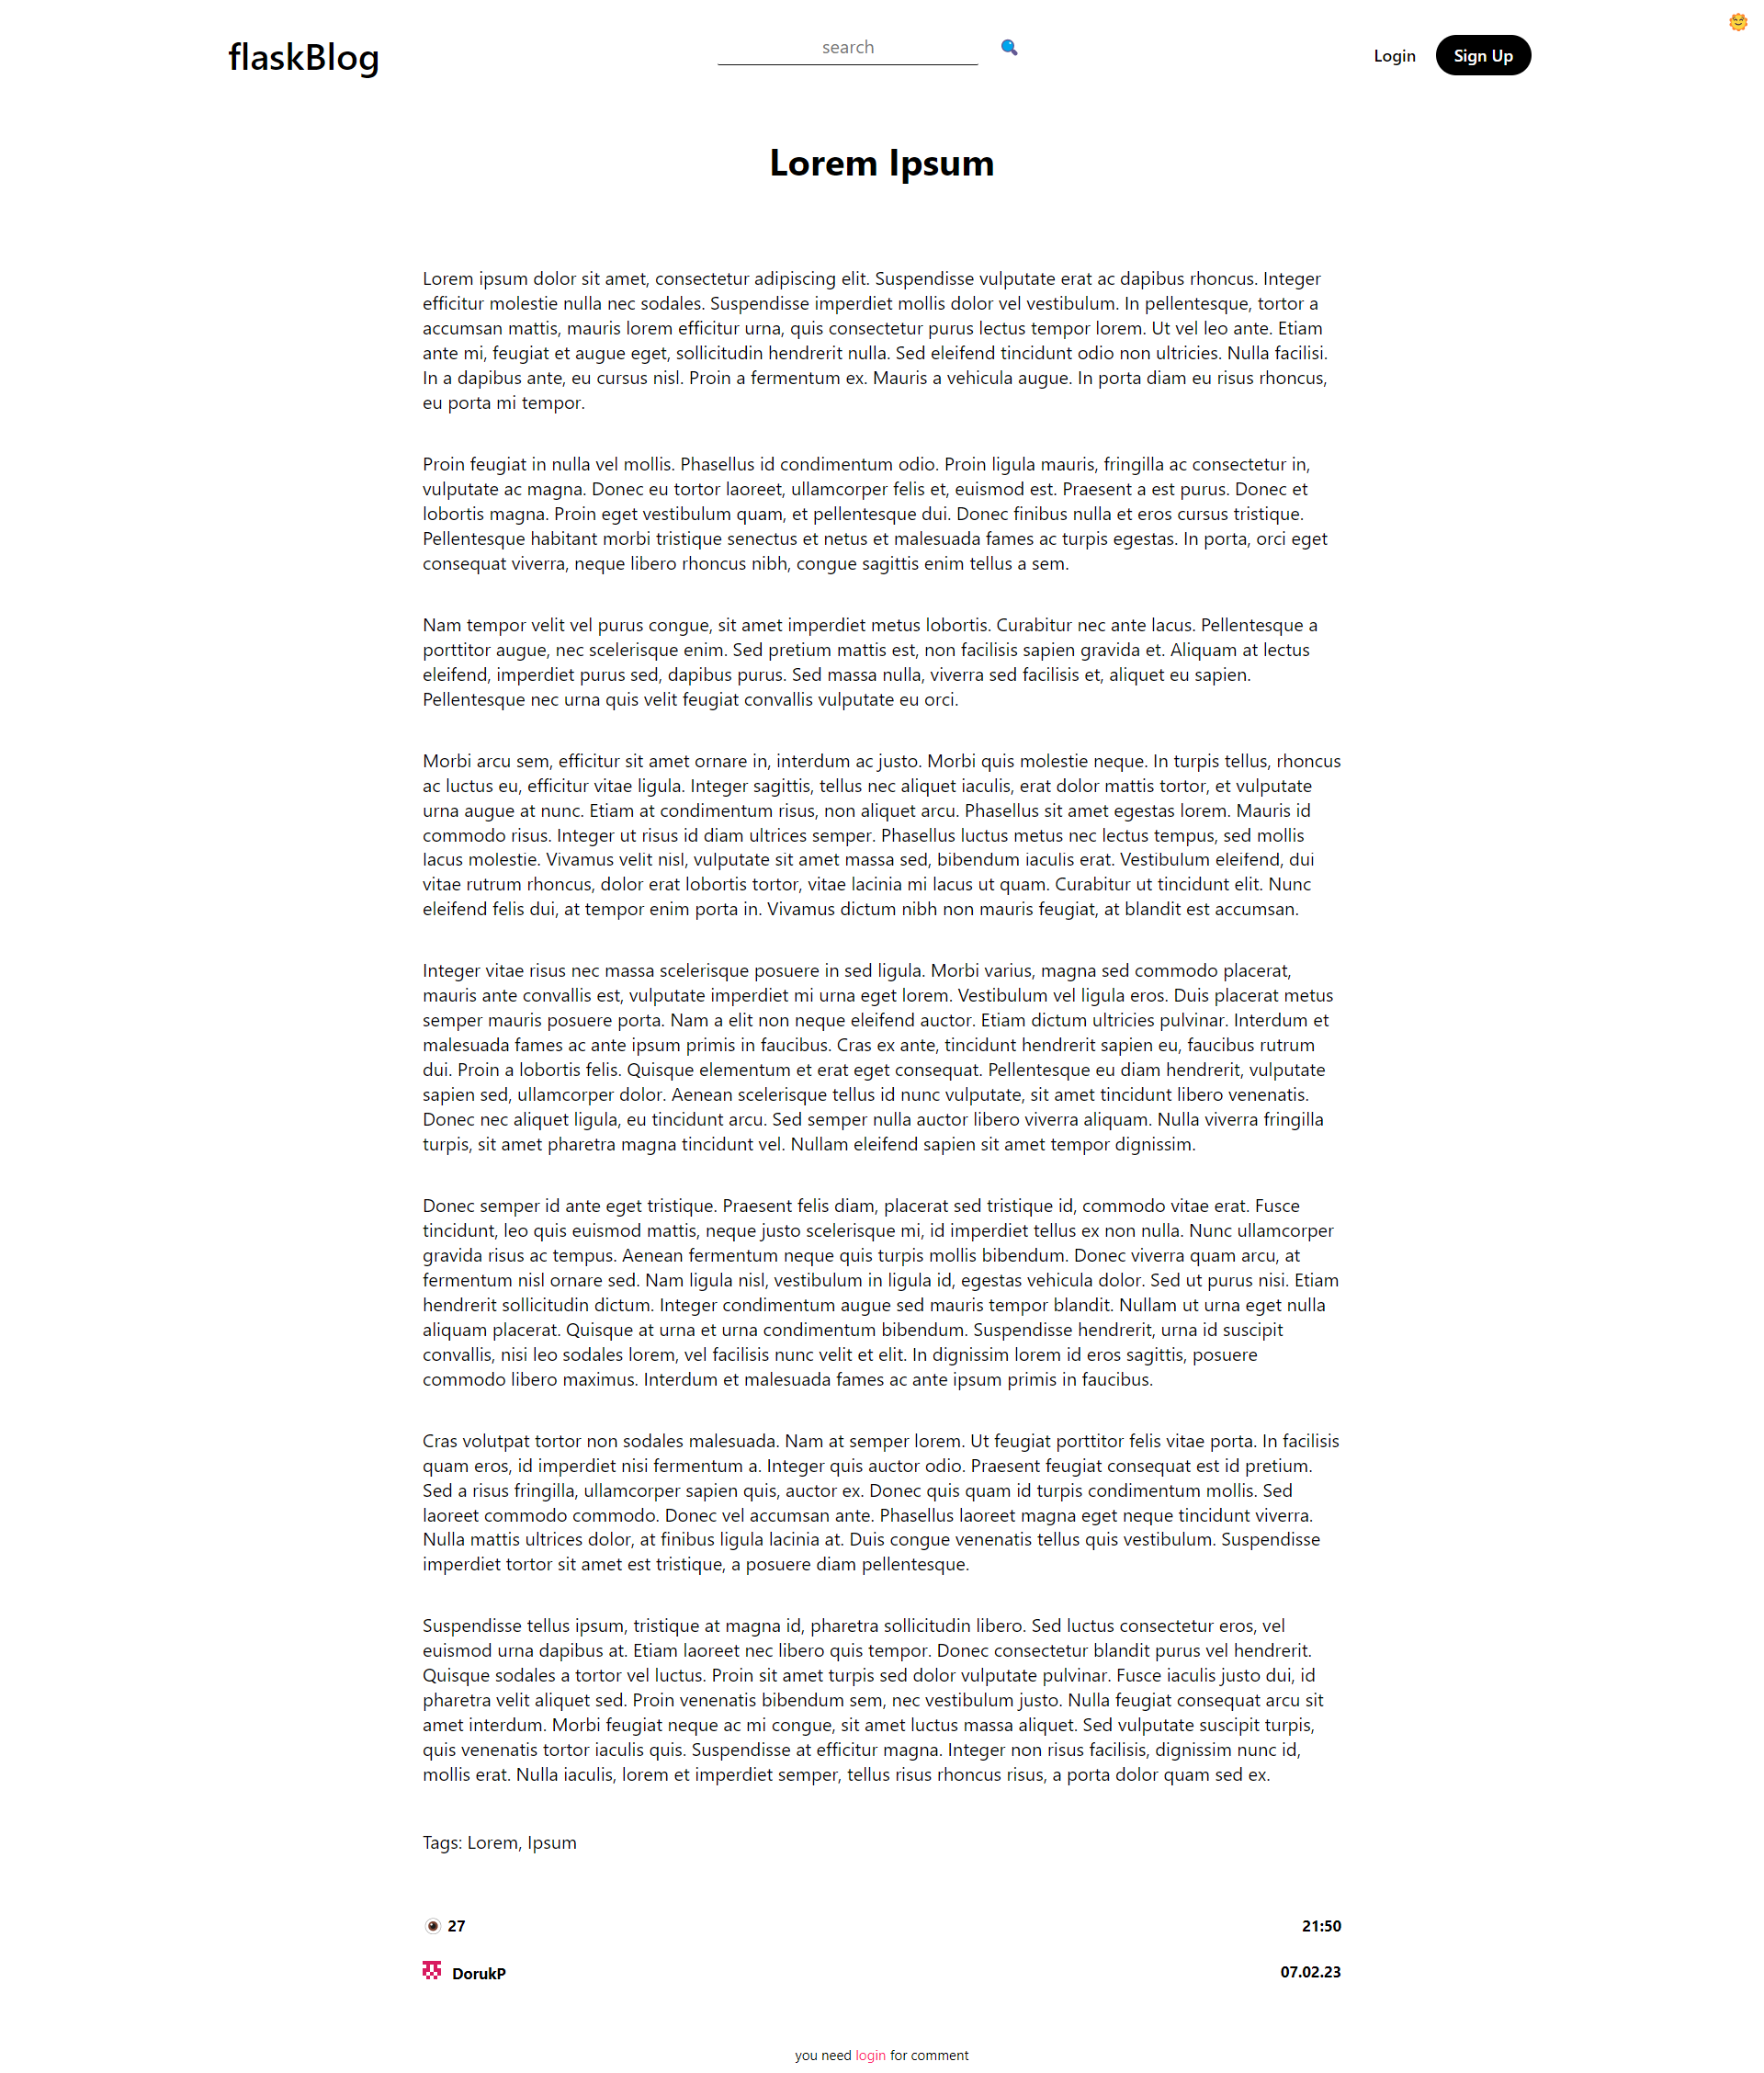 flaskBlog
search
Login
Sign Up
Lorem Ipsum
Lorem ipsum dolor sit amet, consectetur adipiscing elit. Suspendisse vulputate erat ac dapibus rhoncus. Integer
efficitur molestie nulla nec sodales. Suspendisse imperdiet mollis dolor vel vestibulum. In pellentesque, tortor a
accumsan mattis, mauris lorem efficitur urna, quis consectetur purus lectus tempor lorem. Ut vel leo ante. Etiam
ante mi, feugiat et augue eget, sollicitudin hendrerit nulla. Sed eleifend tincidunt odio non ultricies. Nulla facilisi.
In a dapibus ante, eu cursus nisl. Proin a fermentum ex. Mauris a vehicula augue. In porta diam eu risus rhoncus,
eu porta mi tempor.
Proin feugiat in nulla vel mollis. Phasellus id condimentum odio. Proin ligula mauris, fringilla ac consectetur in,
vulputate ac magna. Donec eu tortor laoreet, ullamcorper felis et, euismod est. Praesent a est purus. Donec et
lobortis magna. Proin eget vestibulum quam, et pellentesque dui. Donec finibus nulla et eros cursus tristique.
Pellentesque habitant morbi tristique senectus et netus et malesuada fames ac turpis egestas. In porta, orci eget
consequat viverra, neque libero rhoncus nibh, congue sagittis enim tellus a sem.
Nam tempor velit vel purus congue, sit amet imperdiet metus lobortis. Curabitur nec ante lacus. Pellentesque a
porttitor augue, nec scelerisque enim. Sed pretium mattis est, non facilisis sapien gravida et. Aliquam at lectus
eleifend, imperdiet purus sed, dapibus purus. Sed massa nulla, viverra sed facilisis et, aliquet eu sapien.
Pellentesque nec urna quis velit feugiat convallis vulputate eu orci.
Morbi arcu sem, efficitur sit amet ornare in, interdum ac justo. Morbi quis molestie neque. In turpis tellus, rhoncus
ac luctus eu, efficitur vitae ligula. Integer sagittis, tellus nec aliquet iaculis, erat dolor mattis tortor, et vulputate
urna augue at nunc. Etiam at condimentum risus, non aliquet arcu. Phasellus sit amet egestas lorem. Mauris id
commodo risus. Integer ut risus id diam ultrices semper. Phasellus luctus metus nec lectus tempus, sed mollis
lacus molestie. Vivamus velit nisl, vulputate sit amet massa sed, bibendum iaculis erat. Vestibulum eleifend, dui
vitae rutrum rhoncus, dolor erat lobortis tortor, vitae lacinia mi lacus ut quam. Curabitur ut tincidunt elit. Nunc
eleifend felis dui, at tempor enim porta in. Vivamus dictum nibh non mauris feugiat, at blandit est accumsan.
Integer vitae risus nec massa scelerisque posuere in sed ligula. Morbi varius, magna sed commodo placerat,
mauris ante convallis est, vulputate imperdiet mi urna eget lorem. Vestibulum vel ligula eros. Duis placerat metus
semper mauris posuere porta. Nam a elit non neque eleifend auctor. Etiam dictum ultricies pulvinar. Interdum et
malesuada fames ac ante ipsum primis in faucibus. Cras ex ante, tincidunt hendrerit sapien eu, faucibus rutrum
dui. Proin a lobortis felis. Quisque elementum et erat eget consequat. Pellentesque eu diam hendrerit, vulputate
sapien sed, ullamcorper dolor. Aenean scelerisque tellus id nunc vulputate, sit amet tincidunt libero venenatis.
Donec nec aliquet ligula, eu tincidunt arcu. Sed semper nulla auctor libero viverra aliquam. Nulla viverra fringilla
turpis, sit amet pharetra magna tincidunt vel. Nullam eleifend sapien sit amet tempor dignissim.
Donec semper id ante eget tristique. Praesent felis diam, placerat sed tristique id, commodo vitae erat. Fusce
tincidunt, leo quis euismod mattis, neque justo scelerisque mi, id imperdiet tellus ex non nulla. Nunc ullamcorper
gravida risus ac tempus. Aenean fermentum neque quis turpis mollis bibendum. Donec viverra quam arcu, at
fermentum nisl ornare sed. Nam ligula nisl, vestibulum in ligula id, egestas vehicula dolor. Sed ut purus nisi. Etiam
hendrerit sollicitudin dictum. Integer condimentum augue sed mauris tempor blandit. Nullam ut urna eget nulla
aliquam placerat. Quisque at urna et urna condimentum bibendum. Suspendisse hendrerit, urna id suscipit
convallis, nisi leo sodales lorem, vel facilisis nunc velit et elit. In dignissim lorem id eros sagittis, posuere
commodo libero maximus. Interdum et malesuada fames ac ante ipsum primis in faucibus.
Cras volutpat tortor non sodales malesuada. Nam at semper lorem. Ut feugiat porttitor felis vitae porta. In facilisis
quam eros, id imperdiet nisi fermentum a. Integer quis auctor odio. Praesent feugiat consequat est id pretium.
Sed a risus fringilla, ullamcorper sapien quis, auctor ex. Donec quis quam id turpis condimentum mollis. Sed
laoreet commodo commodo. Donec vel accumsan ante. Phasellus laoreet magna eget neque tincidunt viverra.
Nulla mattis ultrices dolor, at finibus ligula lacinia at. Duis congue venenatis tellus quis vestibulum. Suspendisse
imperdiet tortor sit amet est tristique, a posuere diam pellentesque.
Suspendisse tellus ipsum, tristique at magna id, pharetra sollicitudin libero. Sed luctus consectetur eros, vel
euismod urna dapibus at. Etiam laoreet nec libero quis tempor. Donec consectetur blandit purus vel hendrerit.
Quisque sodales a tortor vel luctus. Proin sit amet turpis sed dolor vulputate pulvinar. Fusce iaculis justo dui, id
pharetra velit aliquet sed. Proin venenatis bibendum sem, nec vestibulum justo. Nulla feugiat consequat arcu sit
amet interdum. Morbi feugiat neque ac mi congue, sit amet luctus massa aliquet. Sed vulputate suscipit turpis,
quis venenatis tortor iaculis quis. Suspendisse at efficitur magna. Integer non risus facilisis, dignissim nunc id,
mollis erat. Nulla iaculis, lorem et imperdiet semper, tellus risus rhoncus risus, a porta dolor quam sed ex.
Tags: Lorem, Ipsum
27
21:50
DorukP
07.02.23
you need login for comment